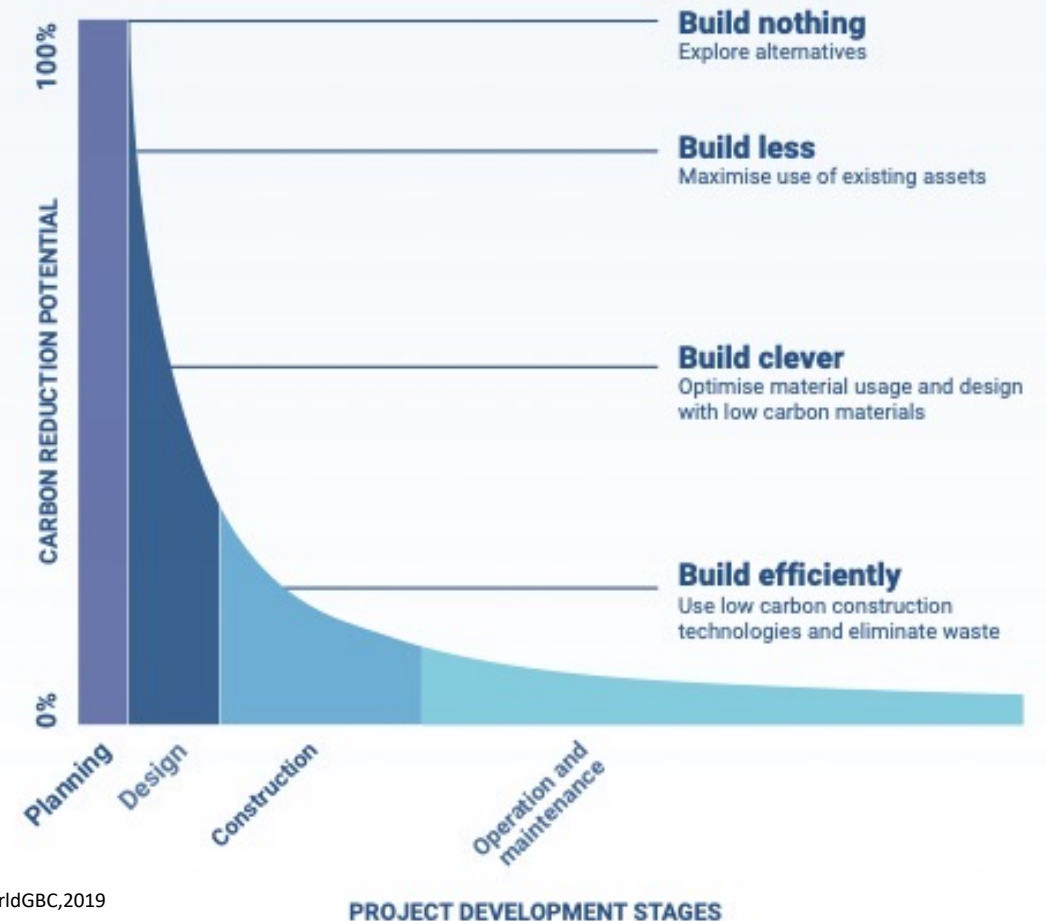 Build nothing
Explore alternatives
Build less
Maximise use of existing assets
Build clever
Optimise material usage and design
with low carbon materials
Build efficiently
Use low carbon construction
technologies and eliminate waste
100%
CARBON REDUCTION POTENTIAL
0%
Planning
Design
Construction
Operation and
maintenance
rldGBC,2019
PROJECT DEVELOPMENT STAGES